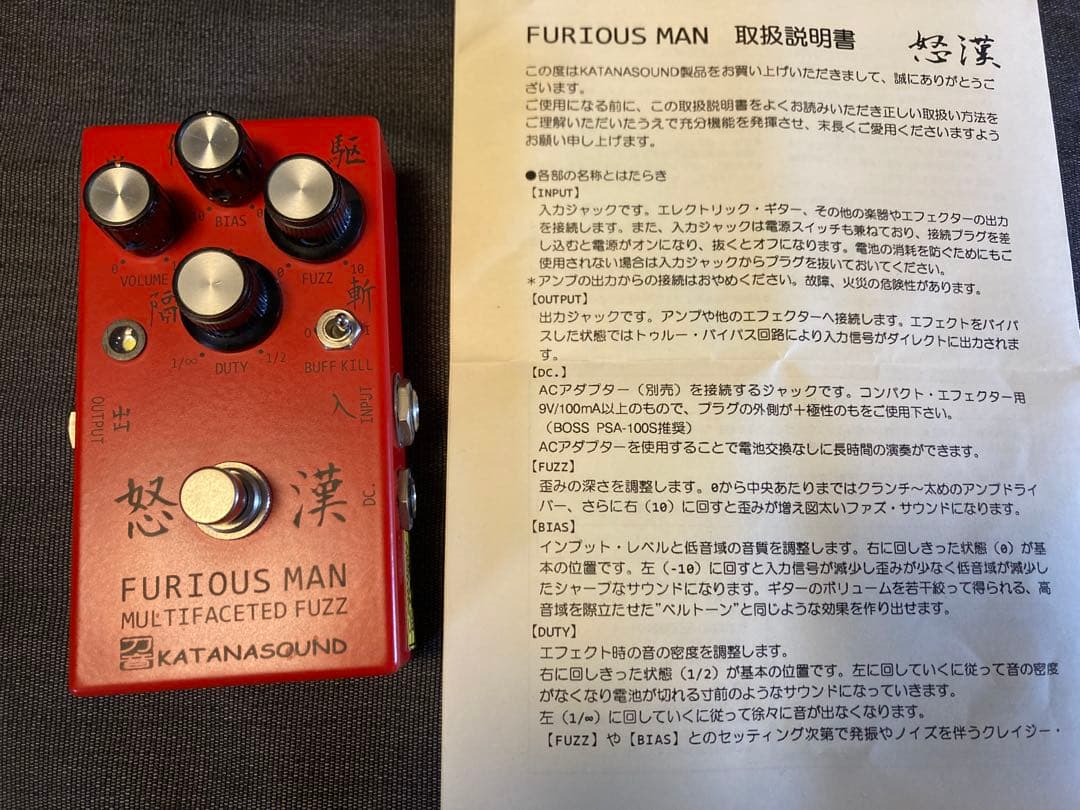 駆
-10
BIAS
0
0
VOLUME
0
FUZZ
10
隔
斬
1/∞
DUTY
1/2
0
1
BUFF KILL
OUTPUT
出
入
INPUT
DC.
怒 漢
FURIOUS MAN
MULTIFACETED FUZZ
KATANASOUND
FURIOUS MAN 取扱説明書
怒漢
この度はKATANASOUND製品をお買い上げいただきまして、誠にありがとうご
ざいます。
ご使用になる前に、この取扱説明書をよくお読みいただき正しい取扱い方法を
ご理解いただいたうえで充分機能を発揮させ、末長くご愛用くださいますよう
お願い申し上げます。
●各部の名称とはたらき
【INPUT】
入力ジャックです。エレクトリック・ギター、その他の楽器やエフェクターの出力
を接続します。また、入力ジャックは電源スイッチも兼ねており、接続プラグを差
し込むと電源がオンになり、抜くとオフになります。電池の消耗を防ぐためにもご
使用されない場合は入力ジャックからプラグを抜いておいてください。
＊アンプの出力からの接続はおやめください。故障、火災の危険性があります。
【OUTPUT】
出力ジャックです。アンプや他のエフェクターへ接続します。エフェクトをバイパ
スした状態ではトゥルー・バイパス回路により入力信号がダイレクトに出力されま
す。
【DC.】
ACアダプター（別売）を接続するジャックです。コンパクト・エフェクター用
9V/100mA以上のもので、プラグの外側が＋極性のもをご使用下さい。
（BOSS PSA-100S推奨）
ACアダプターを使用することで電池交換なしに長時間の演奏ができます。
【FUZZ】
歪みの深さを調整します。0から中央あたりまではクランチ～太めのアンプドライ
バー、さらに右（10）に回すと歪みが増え図太いファズ・サウンドになります。
【BIAS】
インプット・レベルと低音域の音質を調整します。右に回しきった状態（0）が基
本の位置です。左（-10）に回すと入力信号が減少し歪みが少なく低音域が減少し
たシャープなサウンドになります。ギターのボリュームを若干絞って得られる、高
音域を際立たせた"ベルトーン"と同じような効果を作り出せます。
【DUTY】
エフェクト時の音の密度を調整します。
右に回しきった状態（1/2）が基本の位置です。左に回していくに従って音の密度
がなくなり電池が切れる寸前のようなサウンドになっていきます。
左（1/∞）に回していくに従って徐々に音が出なくなります。
【FUZZ】や【BIAS】とのセッティング次第で発振やノイズを伴うクレイジー・